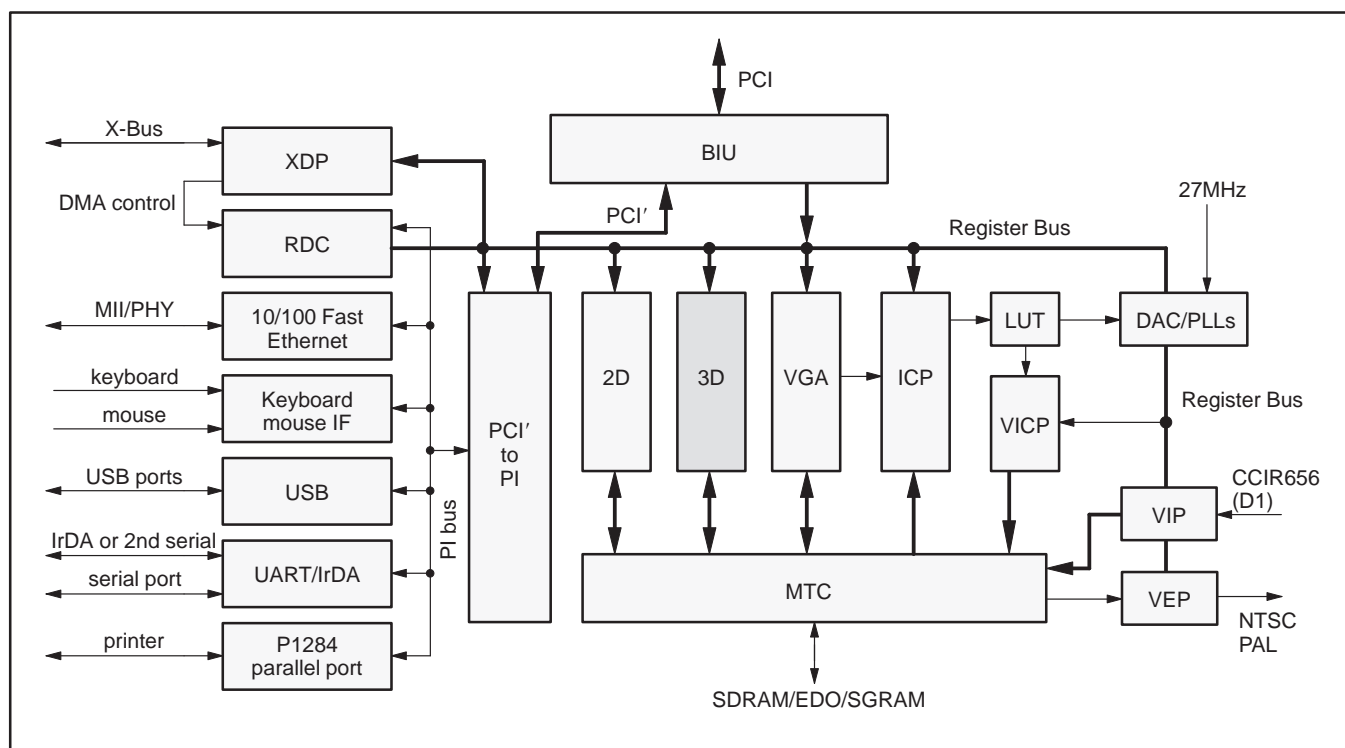 PCI
BIU
X-Bus
XDP
DMA control
RDC
PCI′
27MHz
Register Bus
MII/PHY
10/100 Fast
Ethernet
keyboard
mouse
Keyboard
mouse IF
USB ports
USB
IrDA or 2nd serial
serial port
UART/IrDA
printer
P1284
parallel port
PI bus
PCI′
to
PI
2D
3D
VGA
ICP
LUT
DAC/PLLs
VICP
Register Bus
CCIR656
(D1)
VIP
MTC
VEP
NTSC
PAL
SDRAM/EDO/SGRAM